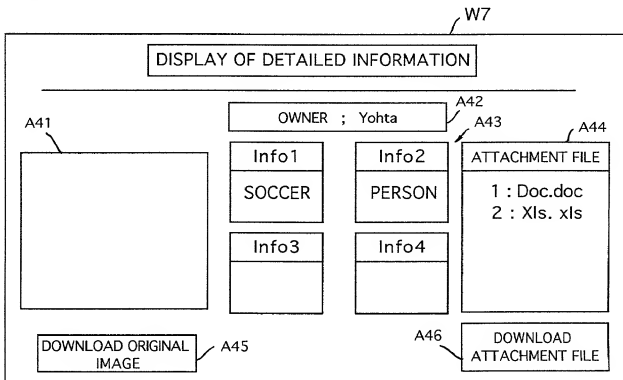 W7
DISPLAY OF DETAILED INFORMATION
A41
OWNER ; Yohta
A42
A43
A44
Info1
SOCCER
Info2
PERSON
Info3
Info4
ATTACHMENT FILE
1 : Doc.doc
2 : Xls. xls
DOWNLOAD ORIGINAL
IMAGE
A45
A46
DOWNLOAD
ATTACHMENT FILE